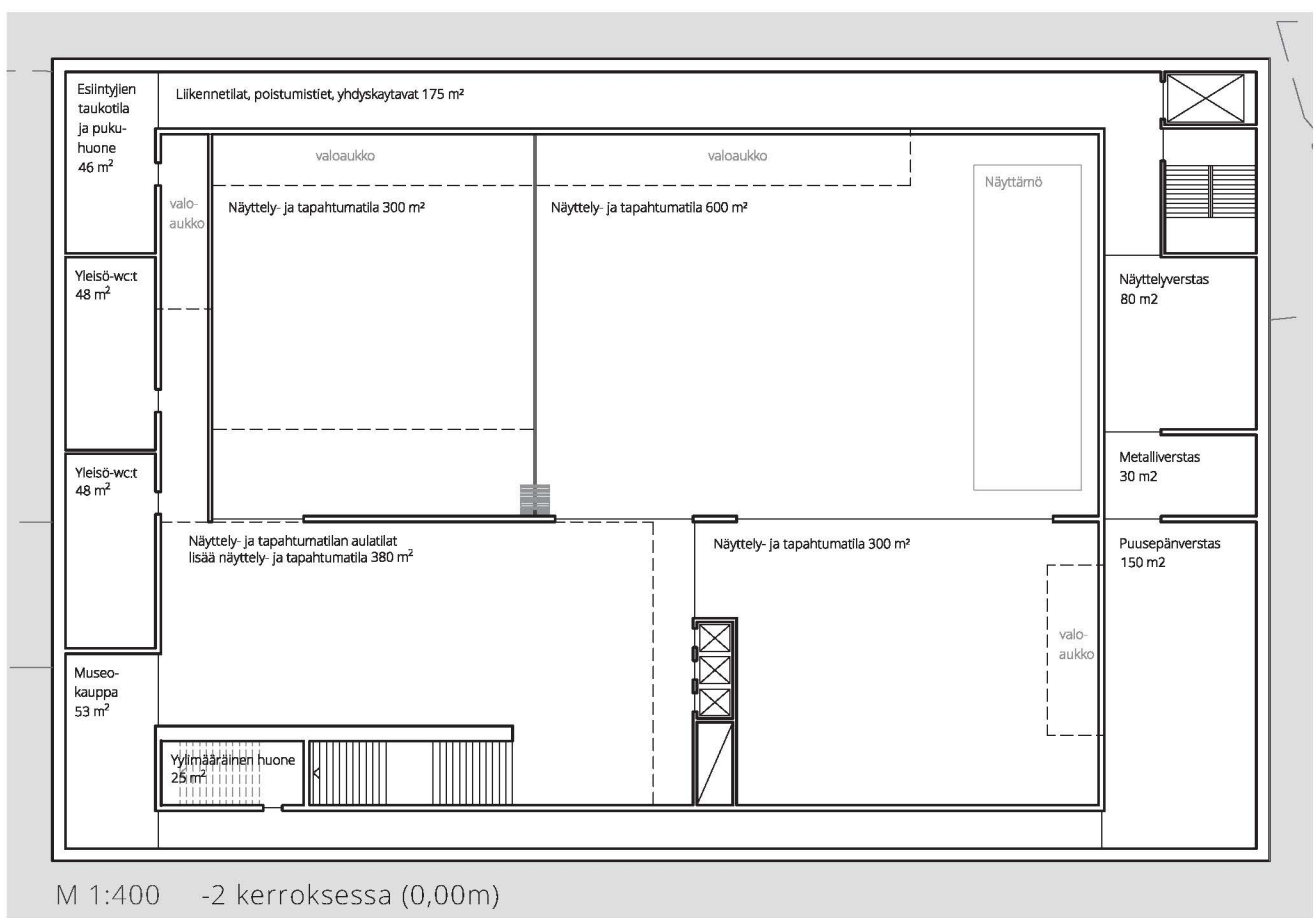 Esiintyjien
taukotila
ja puku-
huone
46 m²
Liikennetilat, poistumistiet, yhdyskaytavat 175 m²
valoaukko
valoaukko
Näyttämö
valo-
aukko
Näyttely- ja tapahtumatila 300 m²
Näyttely- ja tapahtumatila 600 m²
Yleisö-wc:t
48 m²
Näyttelyverstas
80 m2
Yleisö-wc:t
48 m²
Metalliverstas
30 m2
Näyttely- ja tapahtumatilan aulatilat
lisää näyttely- ja tapahtumatila 380 m²
Näyttely- ja tapahtumatila 300 m²
Puusepänverstas
150 m2
valo-
aukko
Museo-
kauppa
53 m²
Yylimääräinen huone
25 m²
M 1:400 -2 kerroksessa (0,00m)